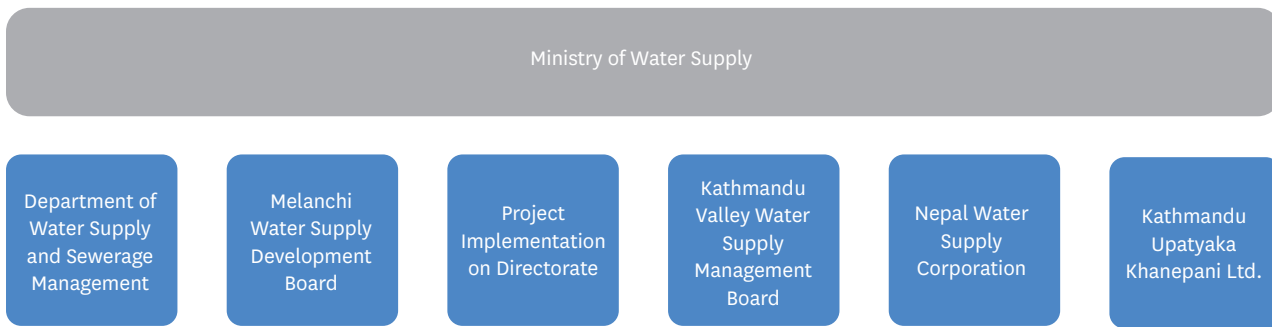 Ministry of Water Supply
Department of
Water Supply
and Sewerage
Management
Melanchi
Water Supply
Development
Board
Project
Implementation
on Directorate
Kathmandu
Valley Water
Supply
Management
Board
Nepal Water
Supply
Corporation
Kathmandu
Upatyaka
Khanepani Ltd.